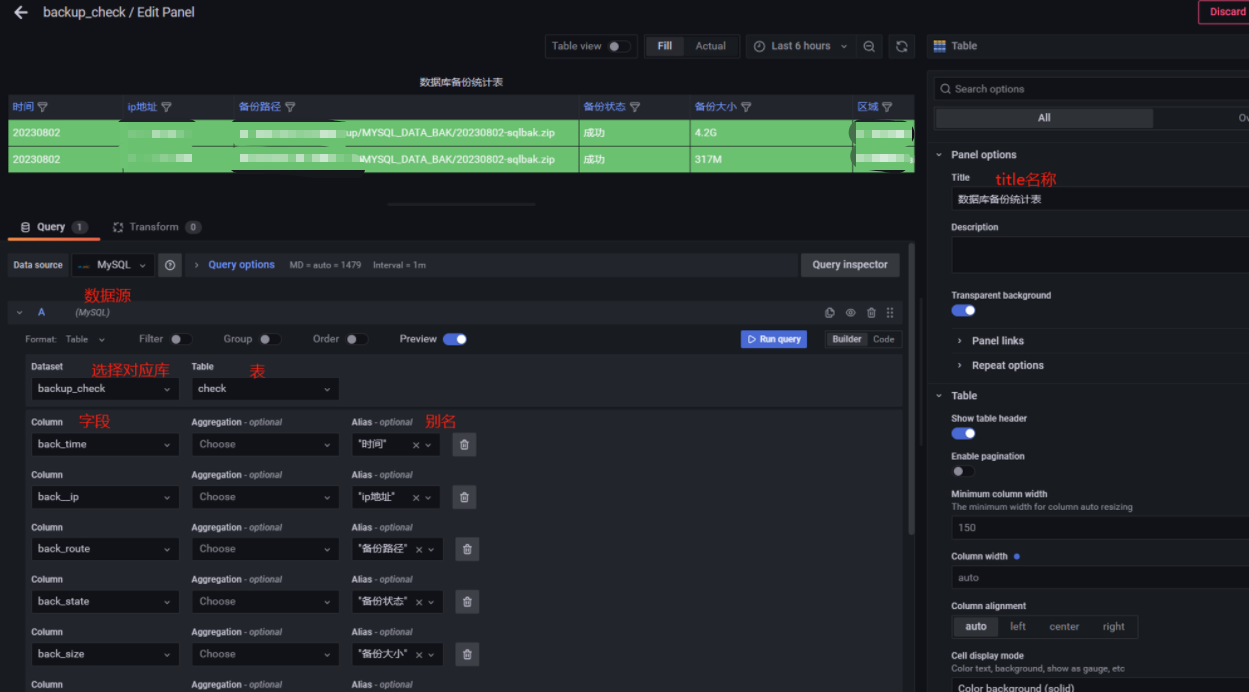 backup_check / Edit Panel
Discard
Table view
Fill
Actual
Last 6 hours
Table
数据库备份统计表
Search options
时间
ip地址
备份路径
备份状态
备份大小
区域
All
20230802
up/MYSQL_DATA_BAK/20230802-sqlbak.zip
成功
4.2G
20230802
MYSQL_DATA_BAK/20230802-sqlbak.zip
成功
317M
Panel options
Title
title名称
数据库备份统计表
Description
Query 1
Transform 0
Data source
MySQL
Query options
MD = auto = 1479
Interval = 1m
Query inspector
数据源
Transparent background
A
(MySQL)
Format: Table
Filter
Group
Order
Preview
Run query
Builder
Code
Panel links
Repeat options
Dataset
选择对应库
Table
表
backup_check
check
Table
Show table header
Enable pagination
Minimum column width
The minimum width for column auto resizing
150
Column width
auto
Column alignment
auto
left
center
right
Cell display mode
Color text, background, show as gauge, etc
Color background (solid)
Column
字段
Aggregation - optional
Alias - optional
别名
back_time
Choose
"时间"
Column
Aggregation - optional
Alias - optional
back__ip
Choose
"ip地址"
Column
Aggregation - optional
Alias - optional
back_route
Choose
"备份路径"
Column
Aggregation - optional
Alias - optional
back_state
Choose
"备份状态"
Column
Aggregation - optional
Alias - optional
back_size
Choose
"备份大小"
Column
Aggregation - optional
Alias - optional